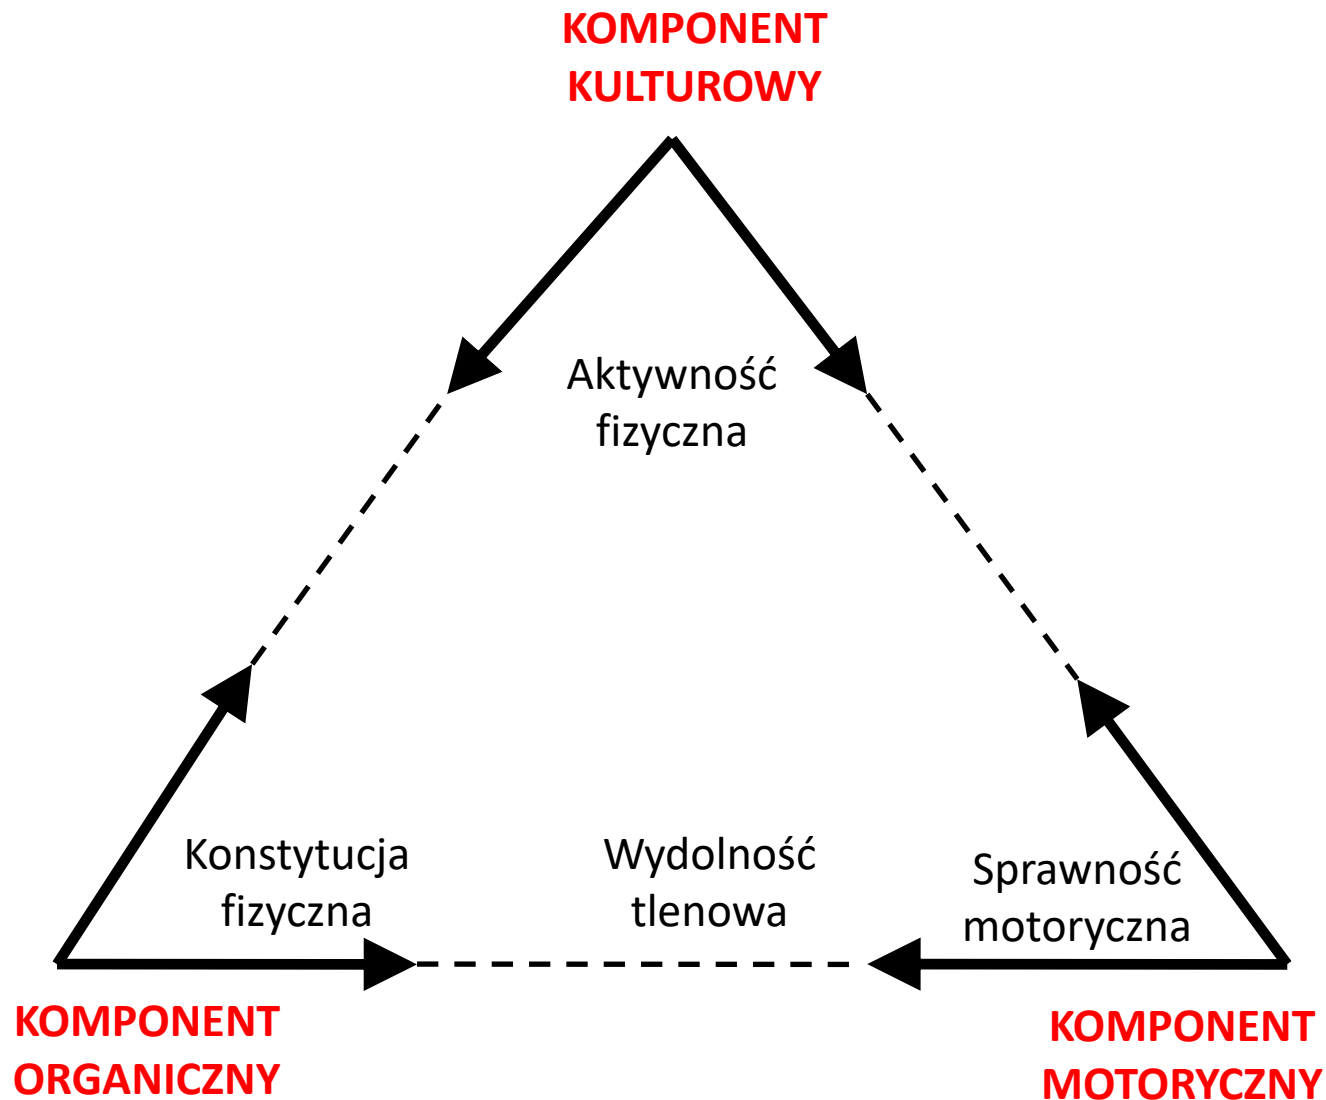 KOMPONENT
KULTUROWY
Aktywność
fizyczna
Konstytucja
fizyczna
Wydolność
tlenowa
Sprawność
motoryczna
KOMPONENT
ORGANICZNY
KOMPONENT
MOTORYCZNY